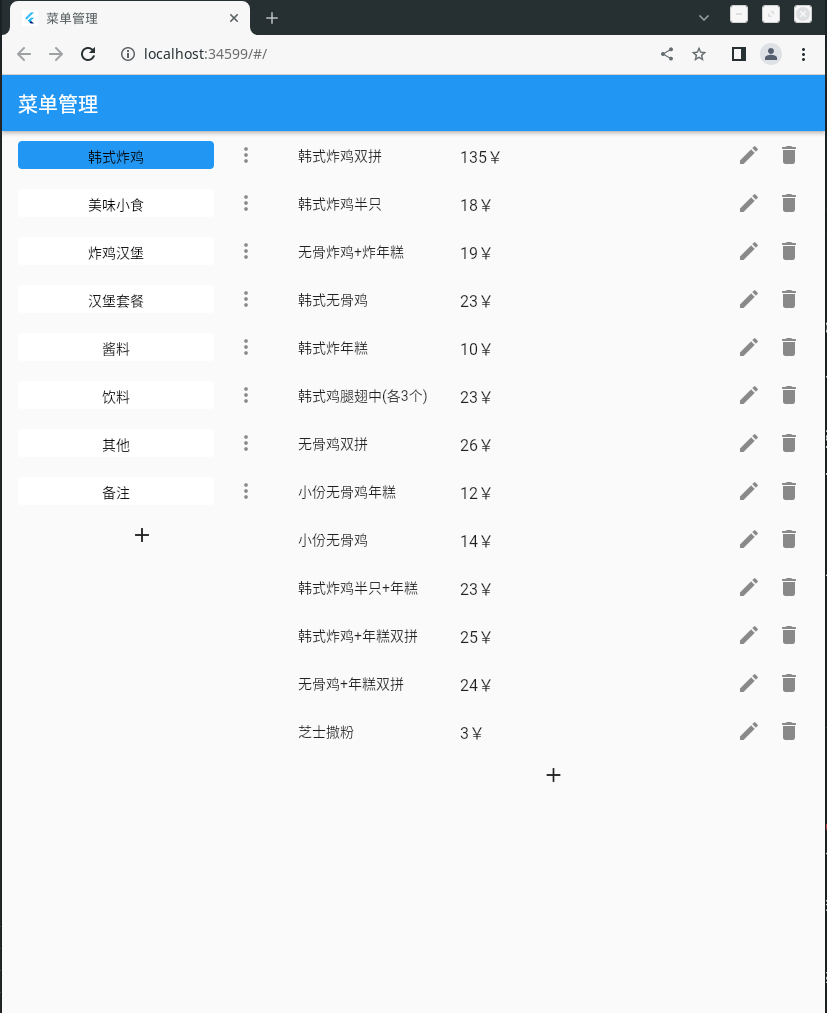 菜单管理
localhost:34599/#/
菜单管理
韩式炸鸡
美味小食
炸鸡汉堡
汉堡套餐
酱料
饮料
其他
备注
+
韩式炸鸡双拼 135¥
韩式炸鸡半只 18¥
无骨炸鸡+炸年糕 19¥
韩式无骨鸡 23¥
韩式炸年糕 10¥
韩式鸡腿翅中(各3个) 23¥
无骨鸡双拼 26¥
小份无骨鸡年糕 12¥
小份无骨鸡 14¥
韩式炸鸡半只+年糕 23¥
韩式炸鸡+年糕双拼 25¥
无骨鸡+年糕双拼 24¥
芝士撒粉 3¥
+